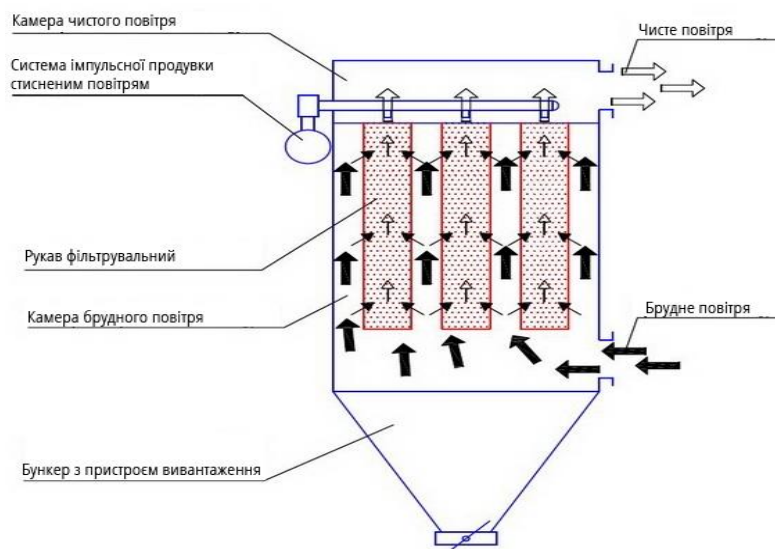 Камера чистого повітря
Чисте повітря
Система імпульсної продувки
стисненим повітрям
Рукав фільтрувальний
Камера брудного повітря
Брудне повітря
Бункер з пристроєм вивантаження